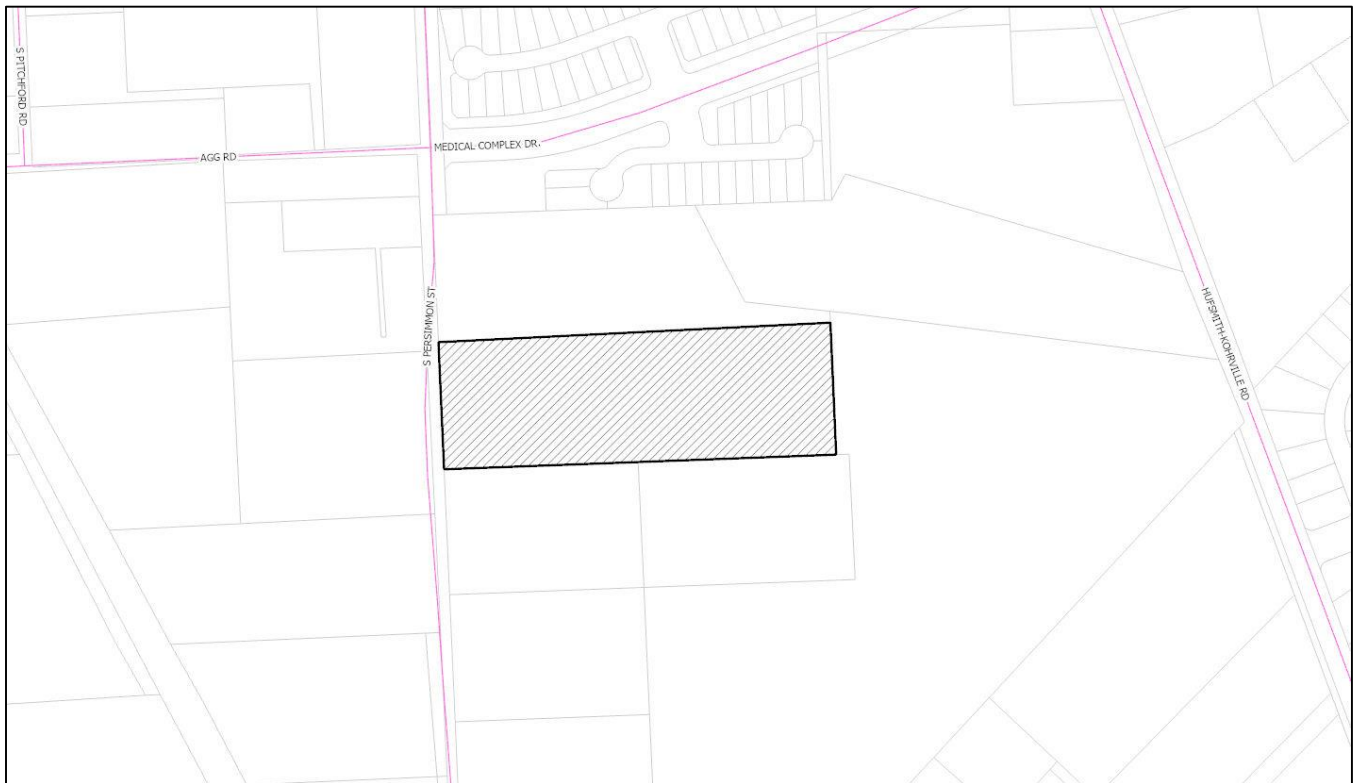 S PITCHFORD RD
AGG RD
MEDICAL COMPLEX DR.
S PERSIMMON ST
HUFSMITH-KOHRVILLE RD